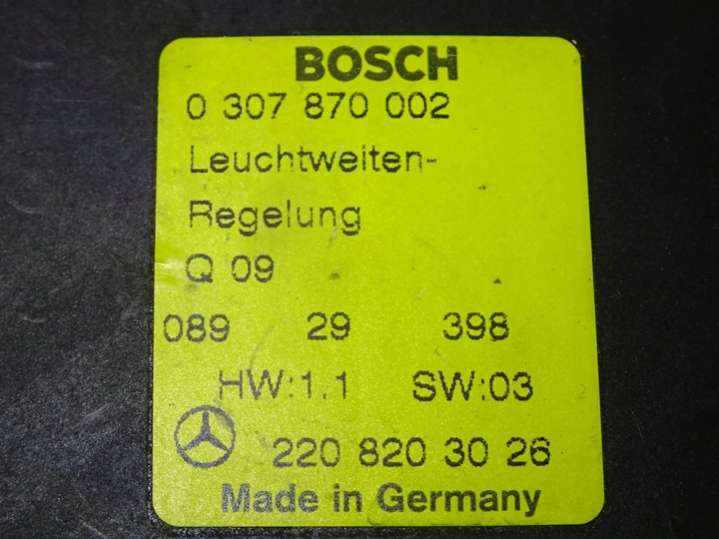 BOSCH
0 307 870 002
Leuchtweiten-
Regelung
Q 09
089 29 398
HW:1.1 SW:03
220 820 30 26
Made in Germany